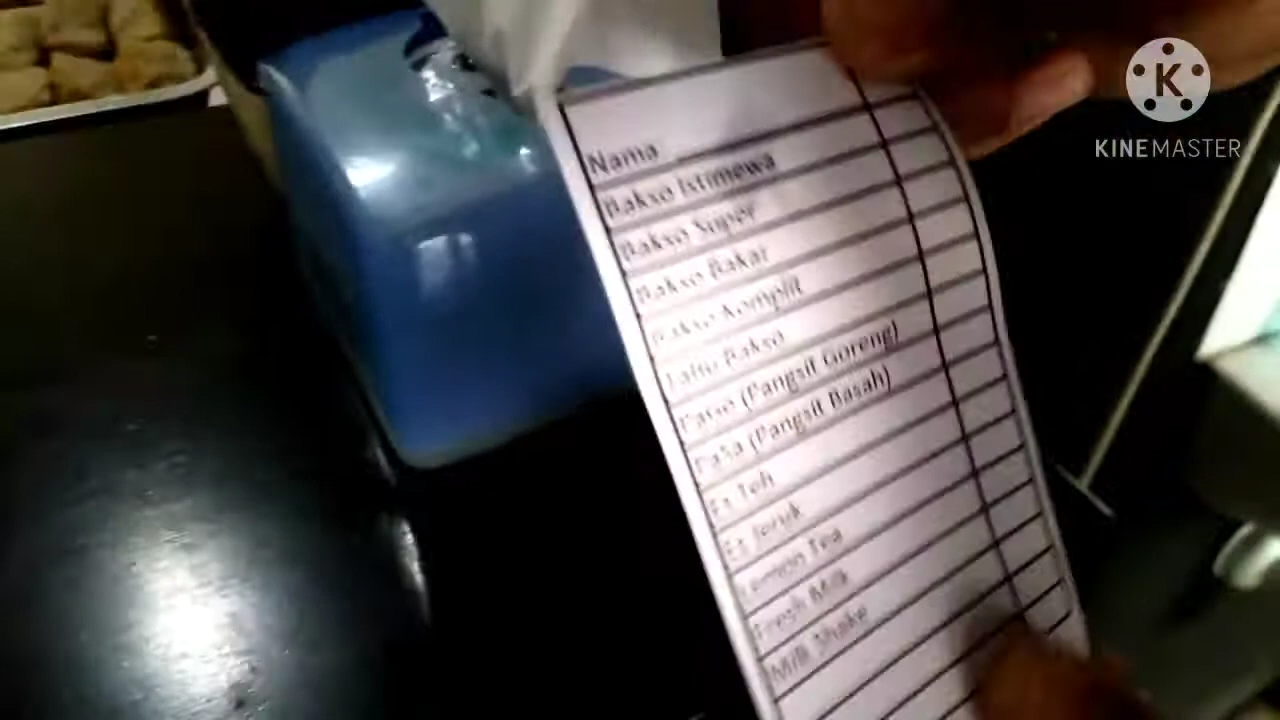 K
KINEMASTER
Nama
Bakso Istimewa
Bakso Super
Bakso Bakar
Bakso Komplit
Tahu Bakso
(Pangsit Goreng)
(Pangsit Basah)
Es Teh
Es Jeruk
Lemon Tea
Fresh Milk
Milk Shake